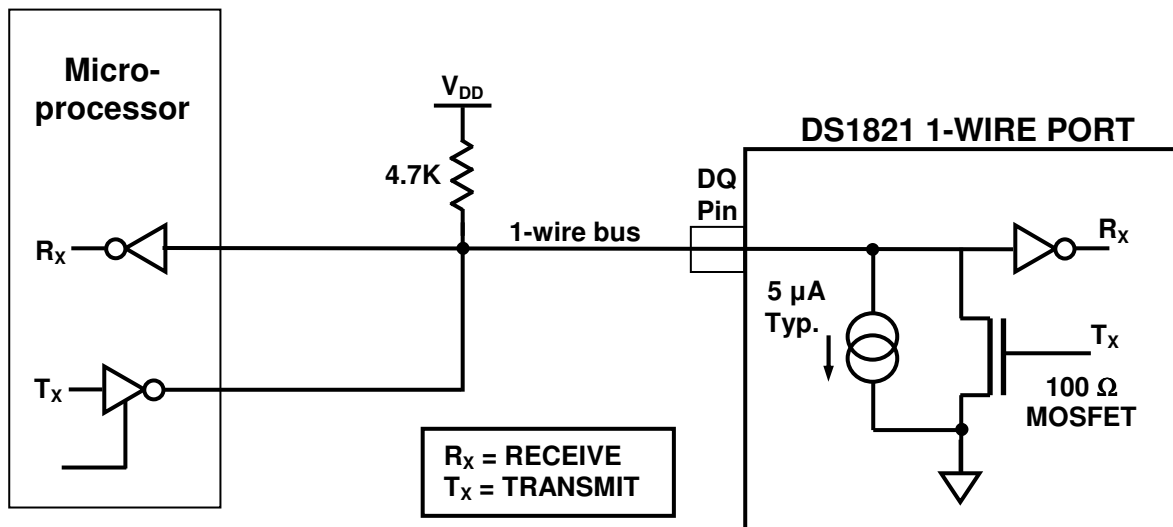 Micro-
processor
V_DD
4.7K
R_X
T_X
1-wire bus
DS1821 1-WIRE PORT
DQ
Pin
5 µA
Typ.
R_X
T_X
100 Ω
MOSFET
R_X = RECEIVE
T_X = TRANSMIT